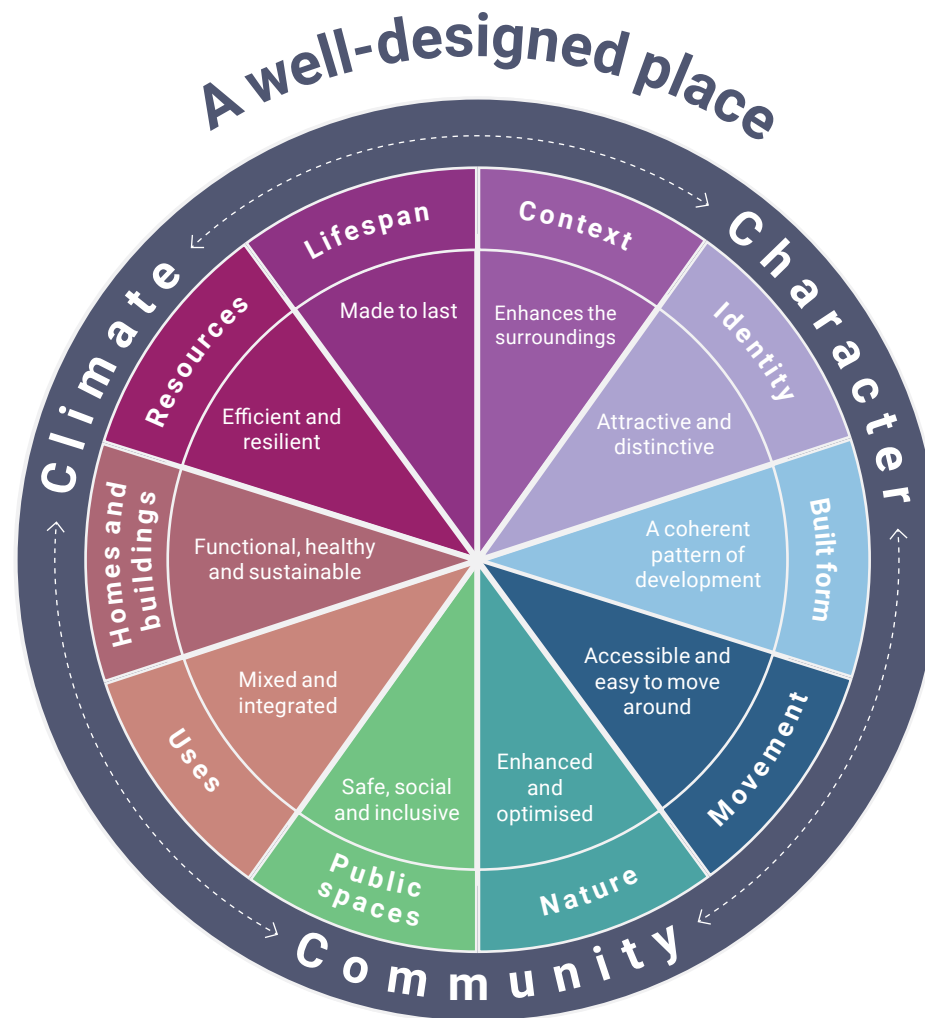 A well-designed place
Climate
Character
Community
Context
Enhances the
surroundings
Identity
Attractive and
distinctive
Built form
A coherent
pattern of
development
Movement
Accessible and
easy to move
around
Nature
Enhanced
and
optimised
Public
spaces
Safe, social
and inclusive
Uses
Mixed and
integrated
Homes and
buildings
Functional, healthy
and sustainable
Resources
Efficient and
resilient
Lifespan
Made to last